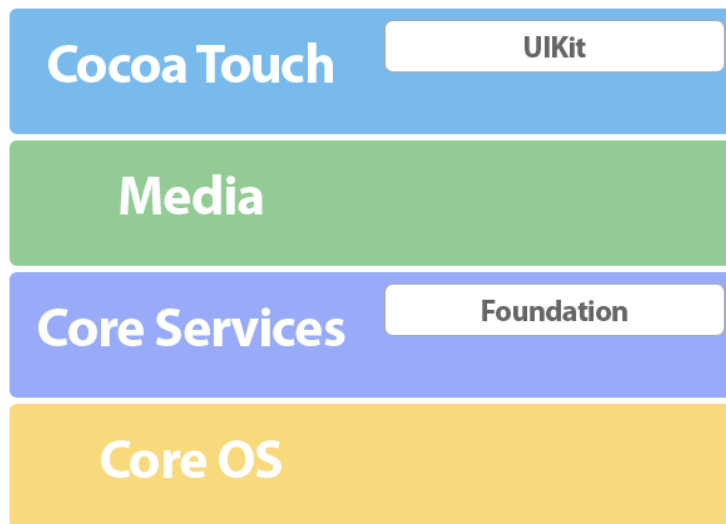 Cocoa Touch
UIKit
Media
Core Services
Foundation
Core OS